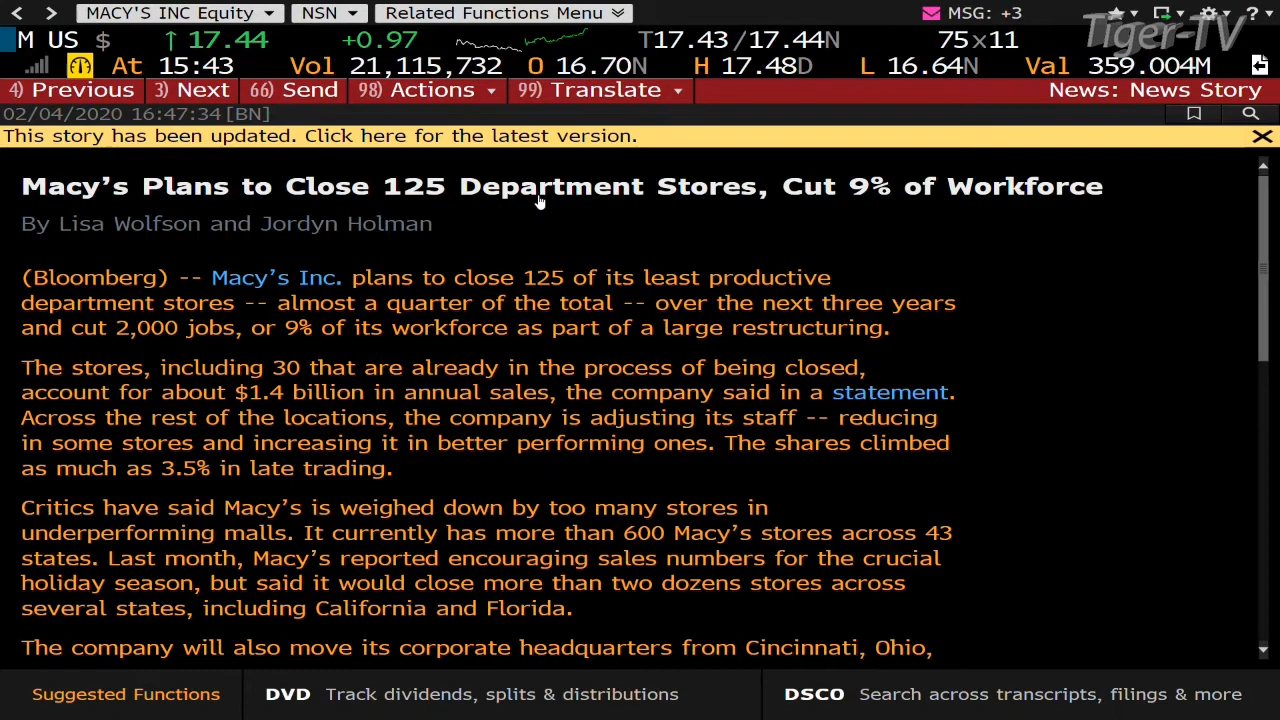 MACY'S INC Equity NSN Related Functions Menu MSG: +3
Tiger-TV
M US $ ↑ 17.44 +0.97 T17.43/17.44N 75x11
At 15:43 Vol 21,115,732 O 16.70N H 17.48D L 16.64N Val 359.004M
4) Previous 3) Next 66) Send 98) Actions 99) Translate News: News Story
02/04/2020 16:47:34 [BN]
This story has been updated. Click here for the latest version.
Macy's Plans to Close 125 Department Stores, Cut 9% of Workforce
By Lisa Wolfson and Jordyn Holman
(Bloomberg) -- Macy's Inc. plans to close 125 of its least productive
department stores -- almost a quarter of the total -- over the next three years
and cut 2,000 jobs, or 9% of its workforce as part of a large restructuring.
The stores, including 30 that are already in the process of being closed,
account for about $1.4 billion in annual sales, the company said in a statement.
Across the rest of the locations, the company is adjusting its staff -- reducing
in some stores and increasing it in better performing ones. The shares climbed
as much as 3.5% in late trading.
Critics have said Macy's is weighed down by too many stores in
underperforming malls. It currently has more than 600 Macy's stores across 43
states. Last month, Macy's reported encouraging sales numbers for the crucial
holiday season, but said it would close more than two dozens stores across
several states, including California and Florida.
The company will also move its corporate headquarters from Cincinnati, Ohio,
Suggested Functions DVD Track dividends, splits & distributions DSCO Search across transcripts, filings & more